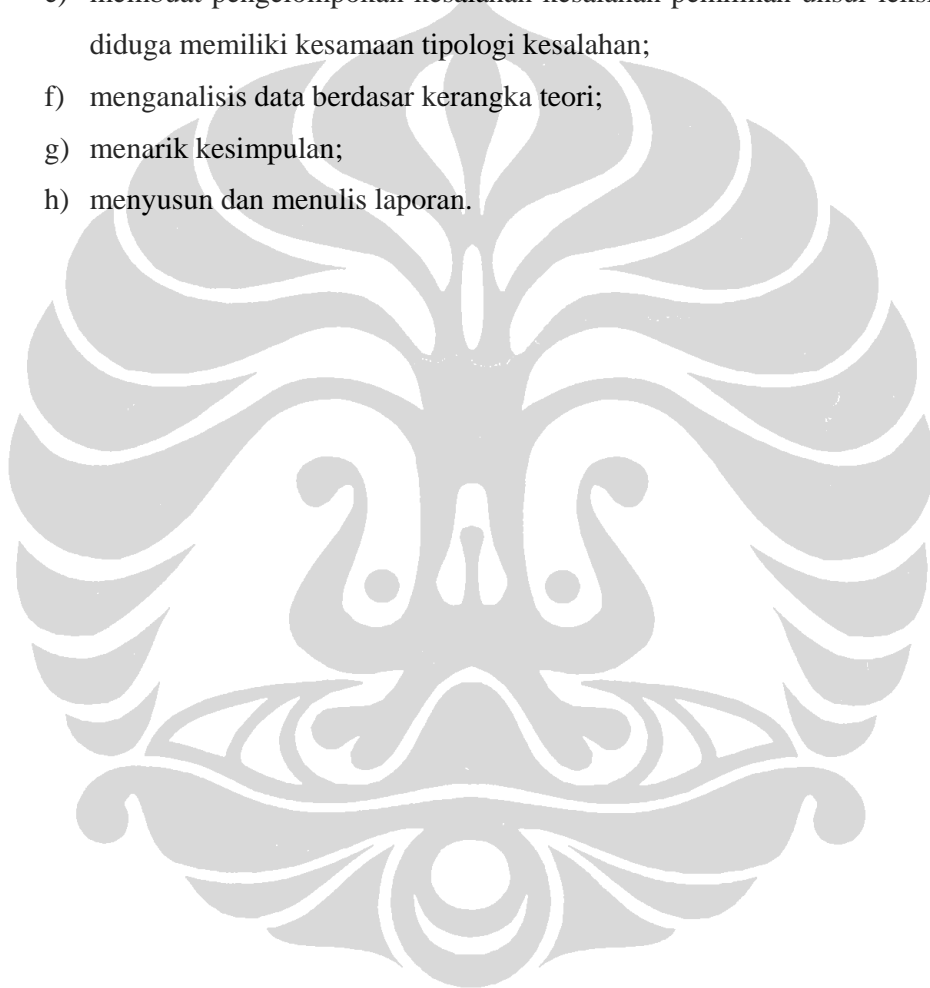 diduga memiliki kesamaan tipologi kesalahan;
f) menganalisis data berdasar kerangka teori;
g) menarik kesimpulan;
h) menyusun dan menulis laporan.